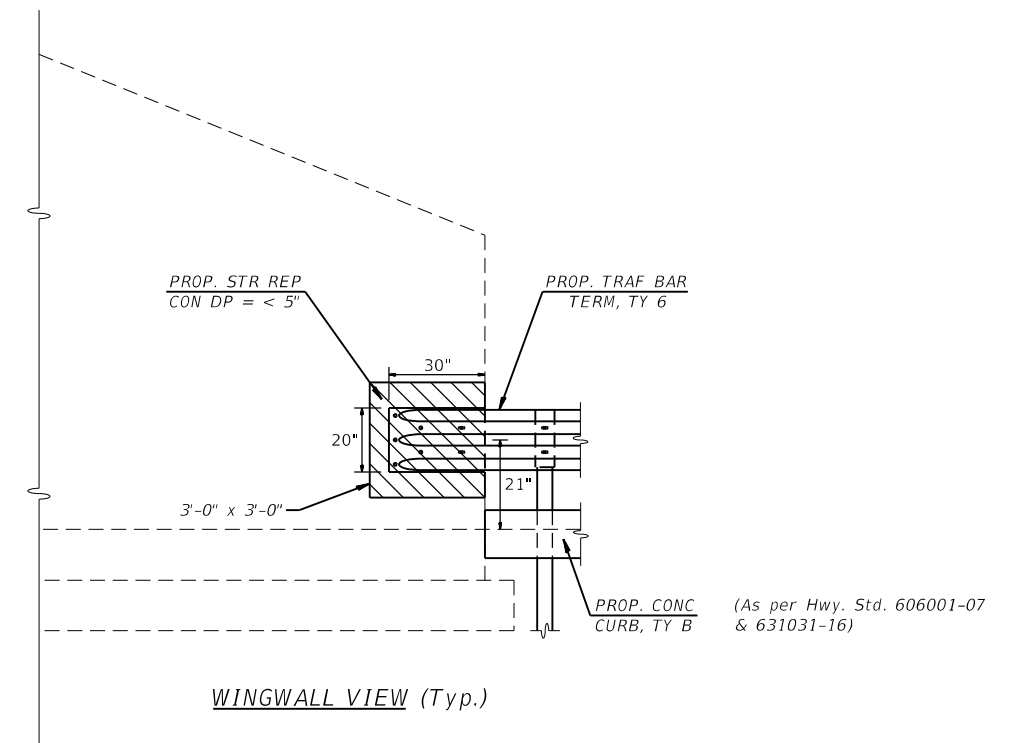 PROP. STR REP
CON DP = < 5"
PROP. TRAF BAR
TERM, TY 6
30"
20"
21"
3'-0" x 3'-0"
PROP. CONC
CURB, TY B
(As per Hwy. Std. 606001-07
& 631031-16)
WINGWALL VIEW (Typ.)